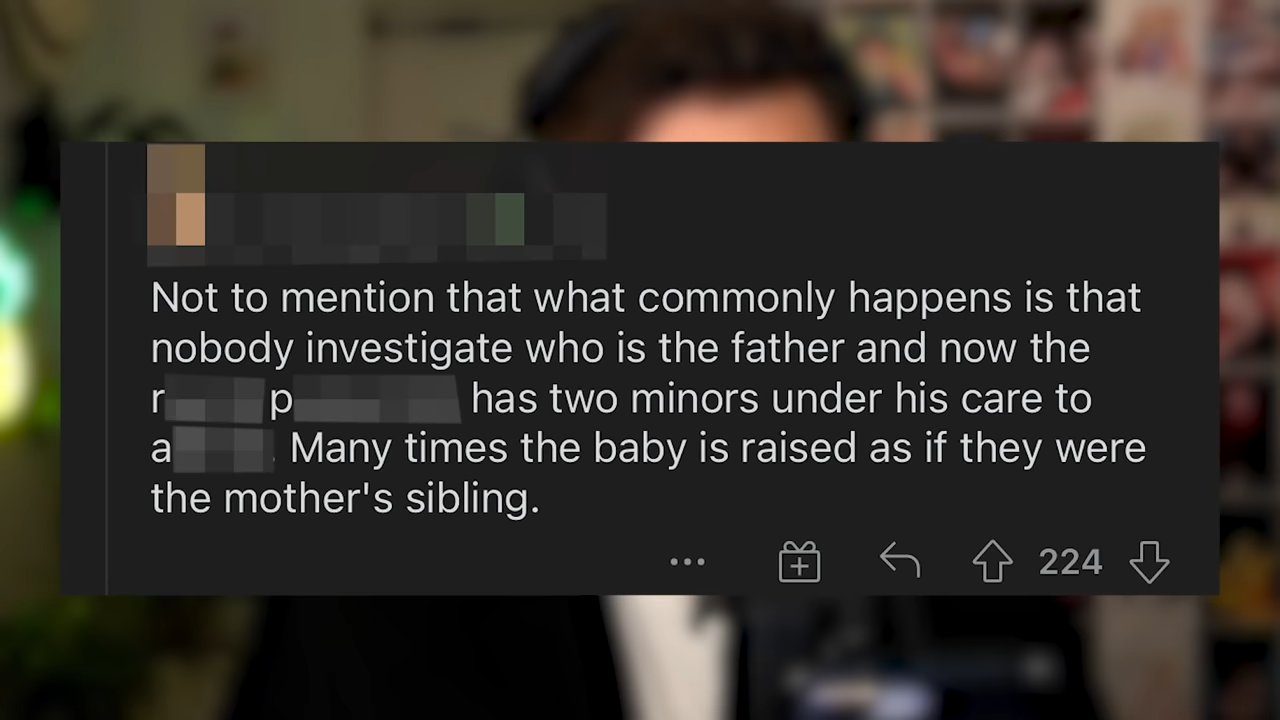 Not to mention that what commonly happens is that
nobody investigate who is the father and now the
has two minors under his care to
. Many times the baby is raised as if they were
the mother's sibling.
224